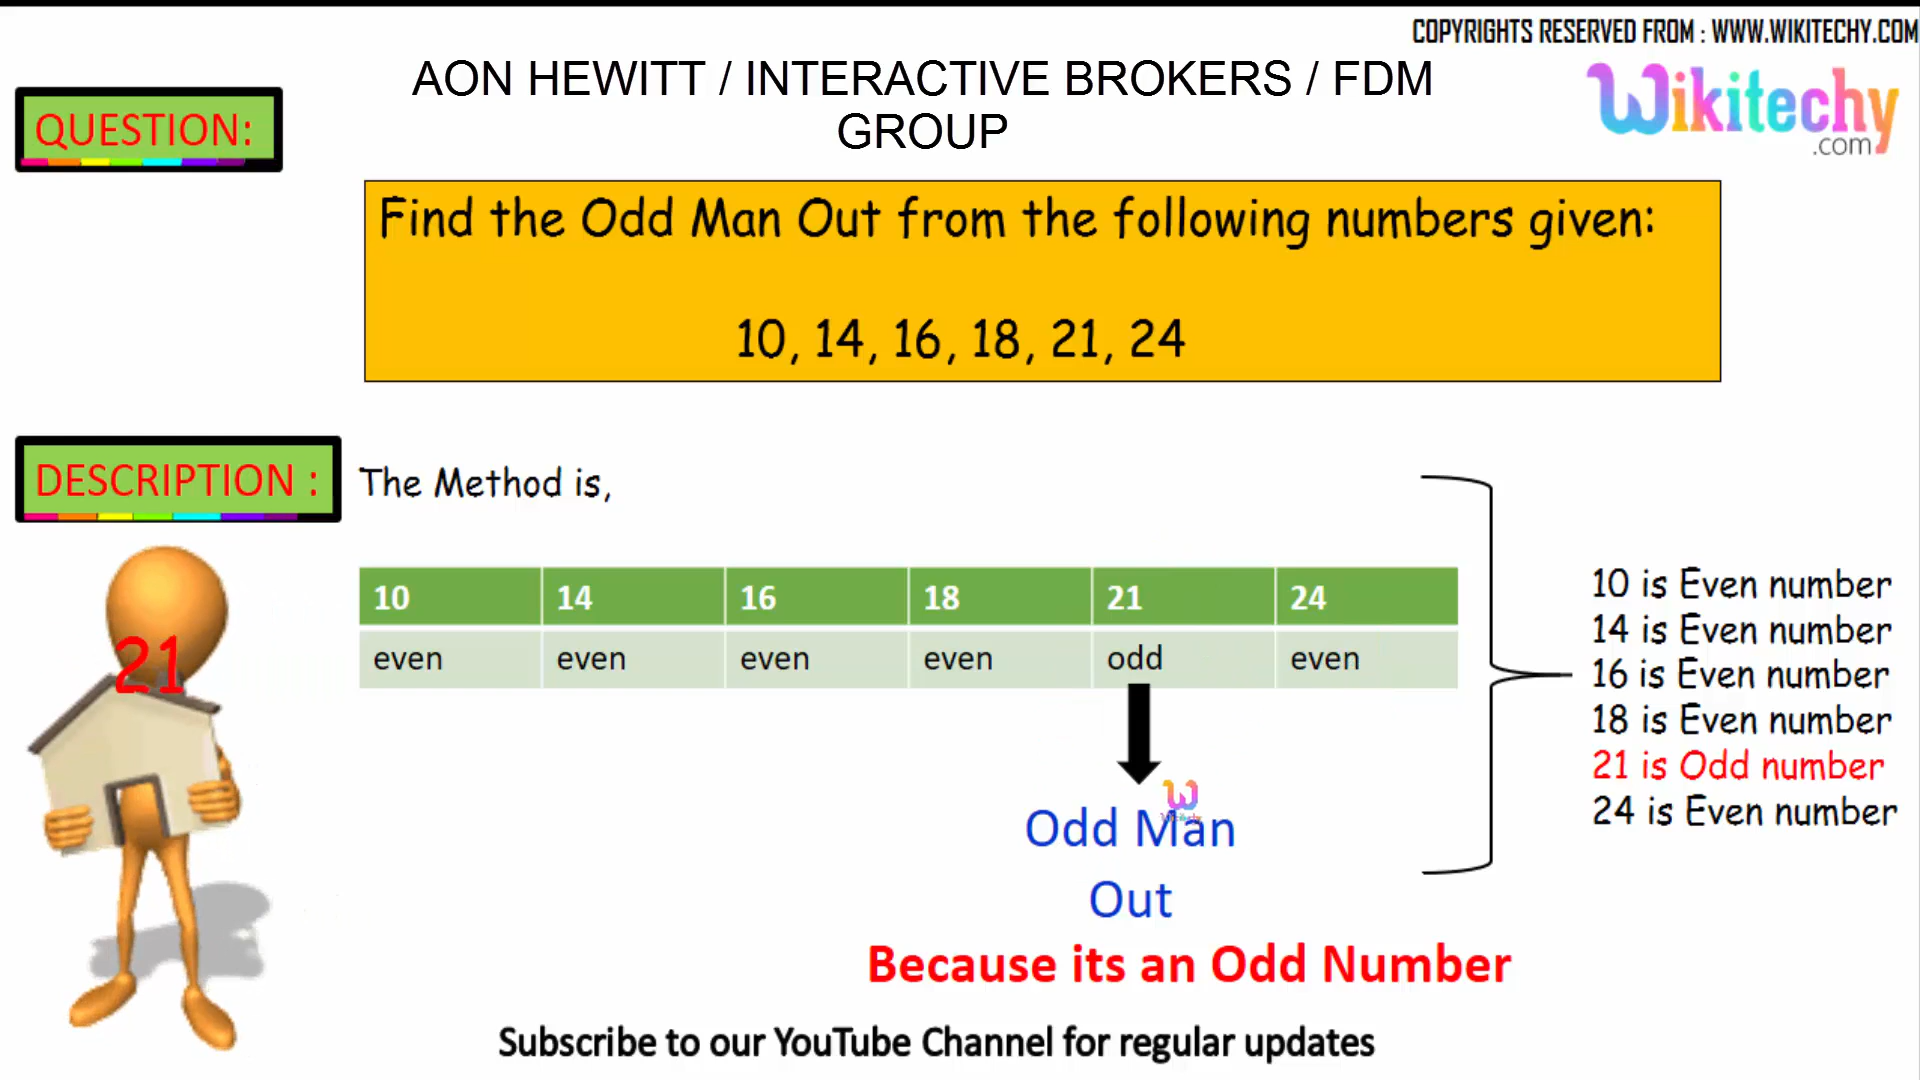 COPYRIGHTS RESERVED FROM : WWW.WIKITECHY.COM
AON HEWITT / INTERACTIVE BROKERS / FDM
GROUP
Wikitechy
.com
QUESTION:
Find the Odd Man Out from the following numbers given:
10, 14, 16, 18, 21, 24
DESCRIPTION :
The Method is,
10 14 16 18 21 24
even even even even odd even
21
10 is Even number
14 is Even number
16 is Even number
18 is Even number
21 is Odd number
24 is Even number
W
Wikitechy
Odd Man
Out
Because its an Odd Number
Subscribe to our YouTube Channel for regular updates